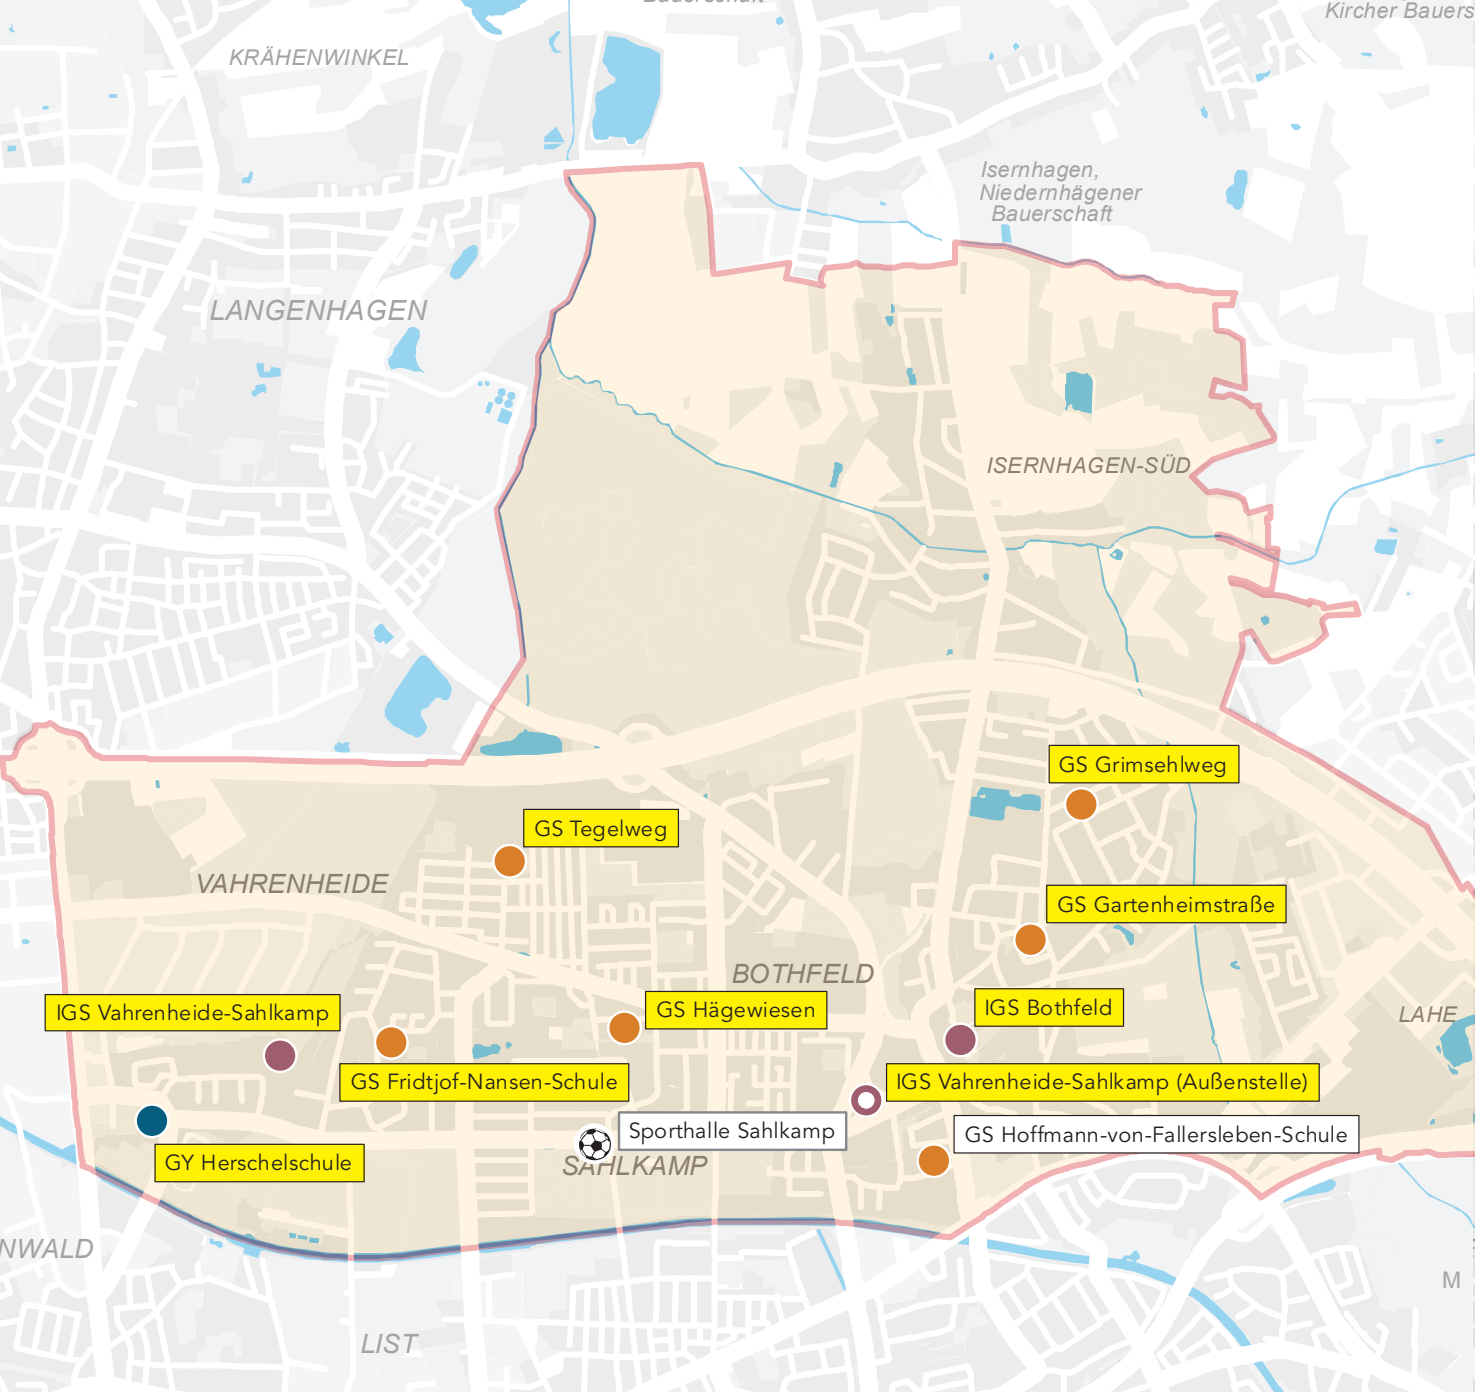 Bauerschaft
Kircher Bauers
KRÄHENWINKEL
Isernhagen,
Niedernhägener
Bauerschaft
LANGENHAGEN
ISERNHAGEN-SÜD
GS Grimsehlweg
GS Tegelweg
VAHRENHEIDE
GS Gartenheimstraße
BOTHFELD
IGS Vahrenheide-Sahlkamp
GS Hägewiesen
IGS Bothfeld
LAHE
GS Fridtjof-Nansen-Schule
IGS Vahrenheide-Sahlkamp (Außenstelle)
Sporthalle Sahlkamp
GS Hoffmann-von-Fallersleben-Schule
GY Herschelschule
SAHLKAMP
NWALD
M
LIST